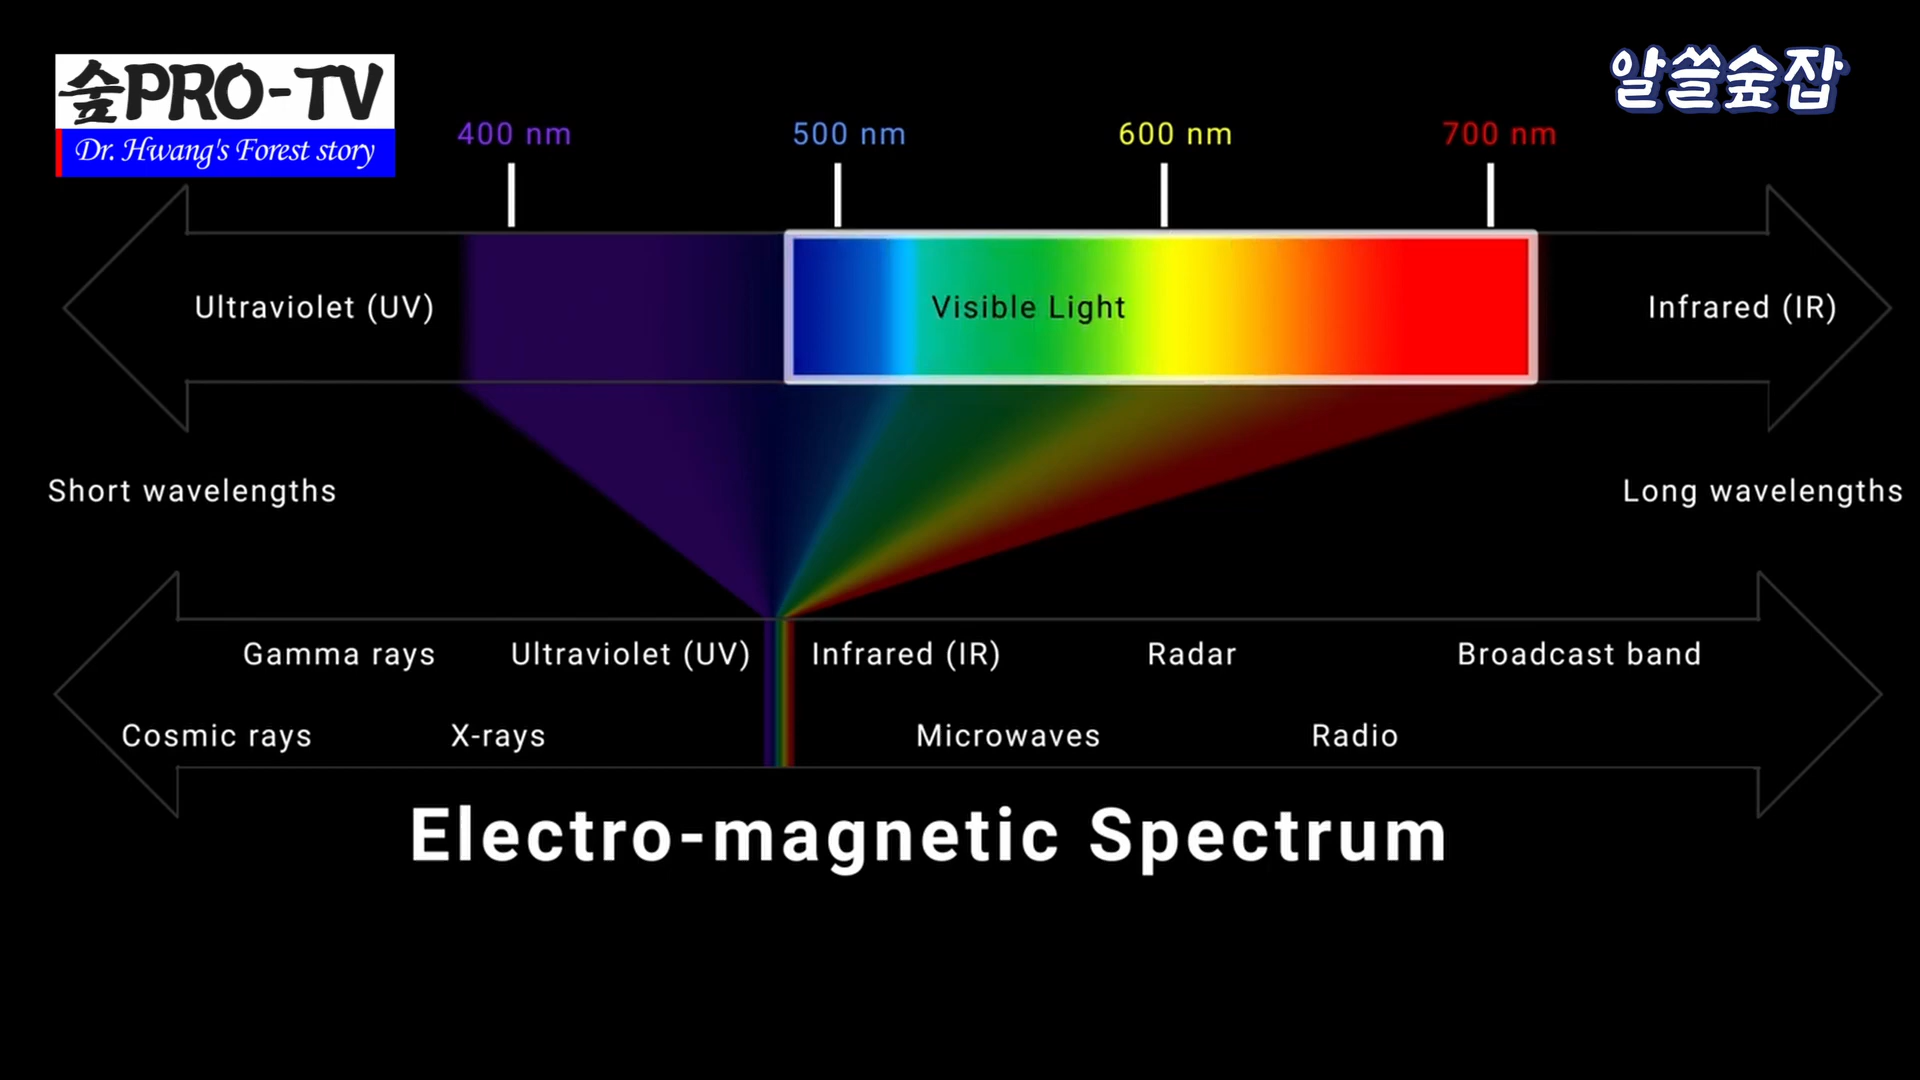 숲PRO-TV
Dr. Hwang's Forest story
알쓸숲잡
400 nm
500 nm
600 nm
700 nm
Ultraviolet (UV)
Visible Light
Infrared (IR)
Short wavelengths
Long wavelengths
Gamma rays
Ultraviolet (UV)
Infrared (IR)
Radar
Broadcast band
Cosmic rays
X-rays
Microwaves
Radio
Electro-magnetic Spectrum